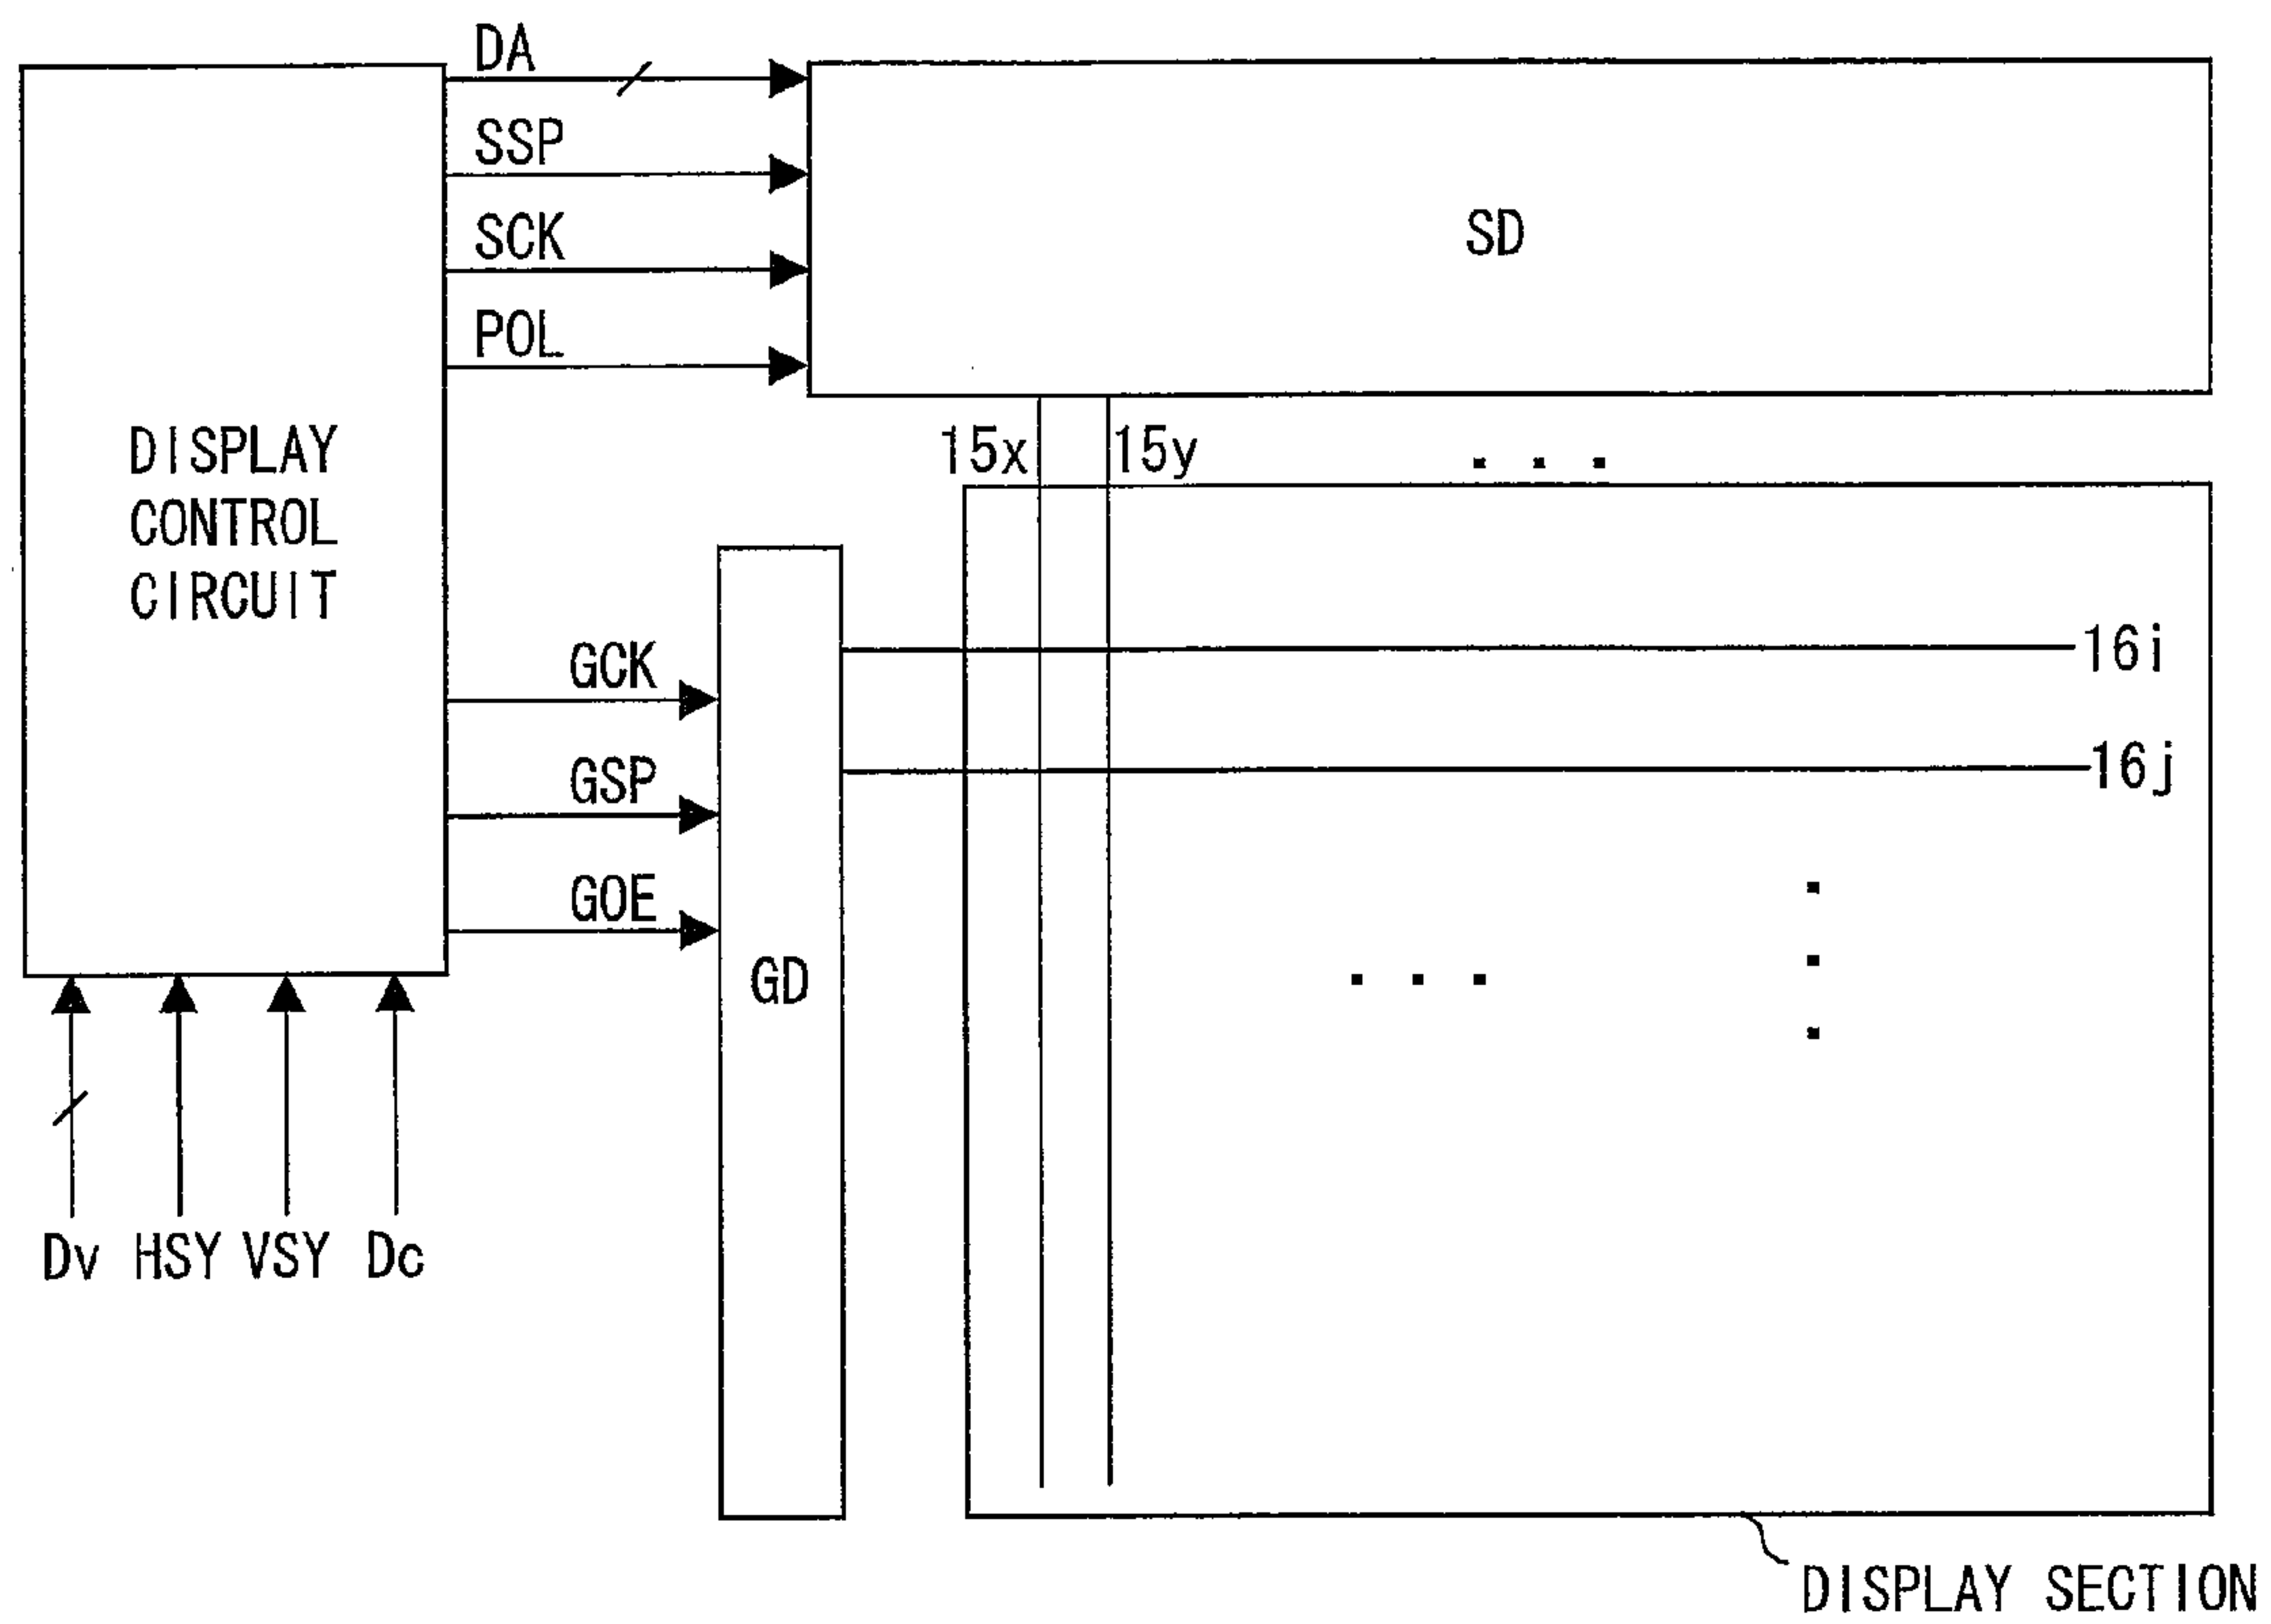 DA
SSP
SCK
POL
SD
DISPLAY
CONTROL
CIRCUIT
15x
15y
16i
16j
GCK
GSP
GOE
GD
Dv
HSY
VSY
Dc
DISPLAY SECTION